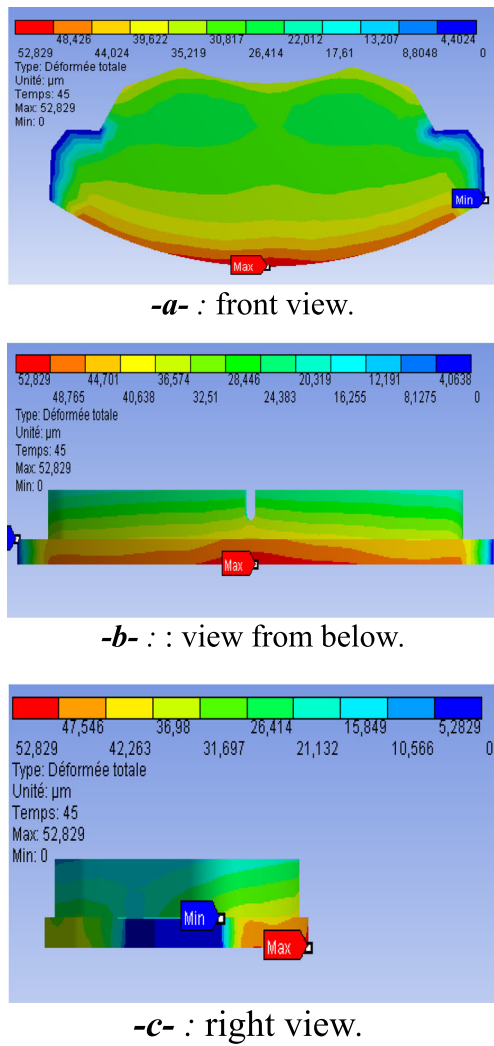 48,426 39,622 30,817 22,012 13,207 4,4024
52,829 44,024 35,219 26,414 17,61 8,8048 0
Type: Déformée totale
Unité: µm
Temps: 45
Max: 52,829
Min: 0
Min
Max
-a- : front view.
52,829 44,701 36,574 28,446 20,319 12,191 4,0638
48,765 40,638 32,51 24,383 16,255 8,1275 0
Type: Déformée totale
Unité: µm
Temps: 45
Max: 52,829
Min: 0
Max
-b- : : view from below.
47,546 36,98 26,414 15,849 5,2829
52,829 42,263 31,697 21,132 10,566 0
Type: Déformée totale
Unité: µm
Temps: 45
Max: 52,829
Min: 0
Min
Max
-c- : right view.